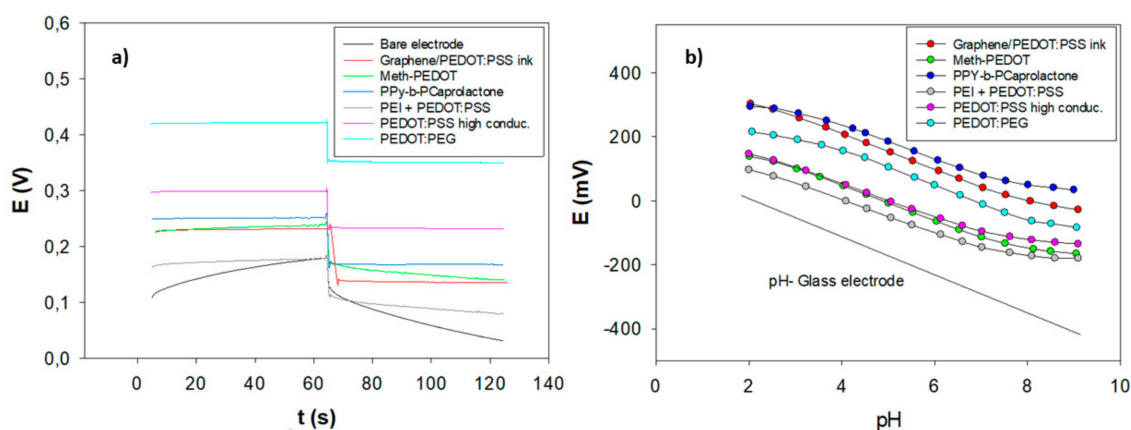 a)
Bare electrode
Graphene/PEDOT:PSS ink
Meth-PEDOT
PPy-b-PCaprolactone
PEI + PEDOT:PSS
PEDOT:PSS high conduc.
PEDOT:PEG
E (V)
0,6
0,5
0,4
0,3
0,2
0,1
0,0
0 20 40 60 80 100 120 140
t (s)
b)
Graphene/PEDOT:PSS ink
Meth-PEDOT
PPY-b-PCaprolactone
PEI + PEDOT:PSS
PEDOT:PSS high conduc.
PEDOT:PEG
E (mV)
400
200
0
-200
-400
pH- Glass electrode
0 2 4 6 8 10
pH